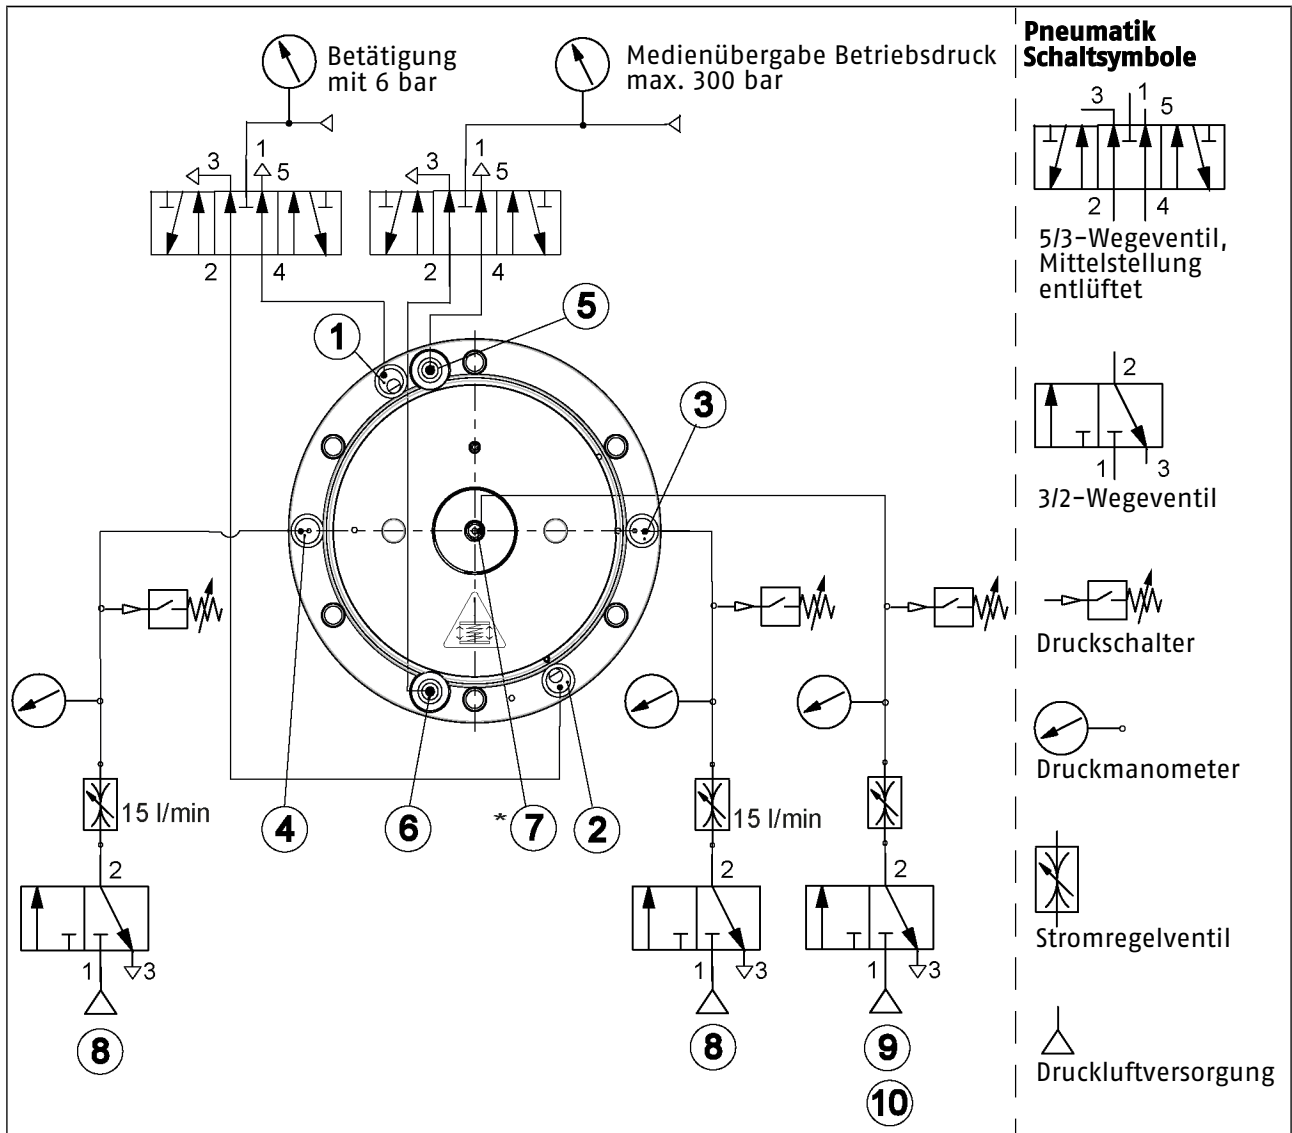 Betätigung
mit 6 bar
Medienübergabe Betriebsdruck
max. 300 bar
Pneumatik
Schaltsymbole
3
1
5
2
4
3
1
5
2
4
3
1
5
2
4
5/3-Wegeventil,
Mittelstellung
entlüftet
1
5
3
2
1
3
3/2-Wegeventil
Druckschalter
Druckmanometer
15 l/min
4
6
* 7
2
15 l/min
2
1
3
8
2
1
3
8
2
1
3
9
10
Stromregelventil
Druckluftversorgung